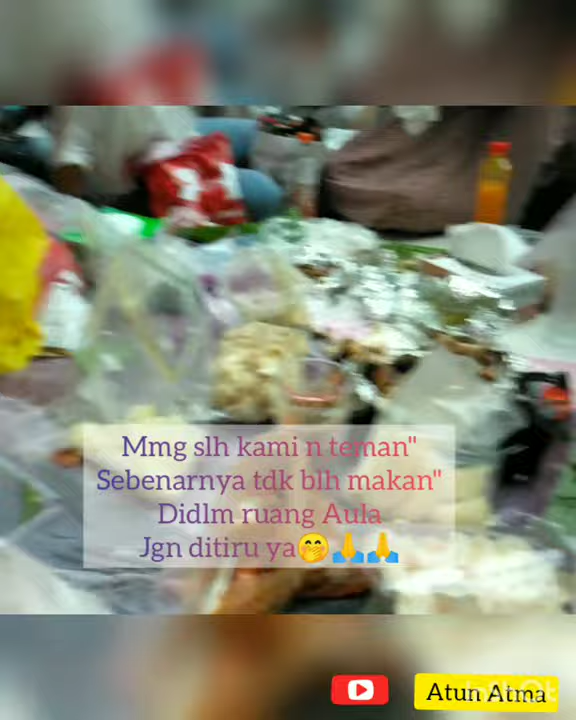 Mmg slh kami n teman"
Sebenarnya tdk blh makan"
Didlm ruang Aula
Jgn ditiru ya🤭🙏🙏
Atun Atma